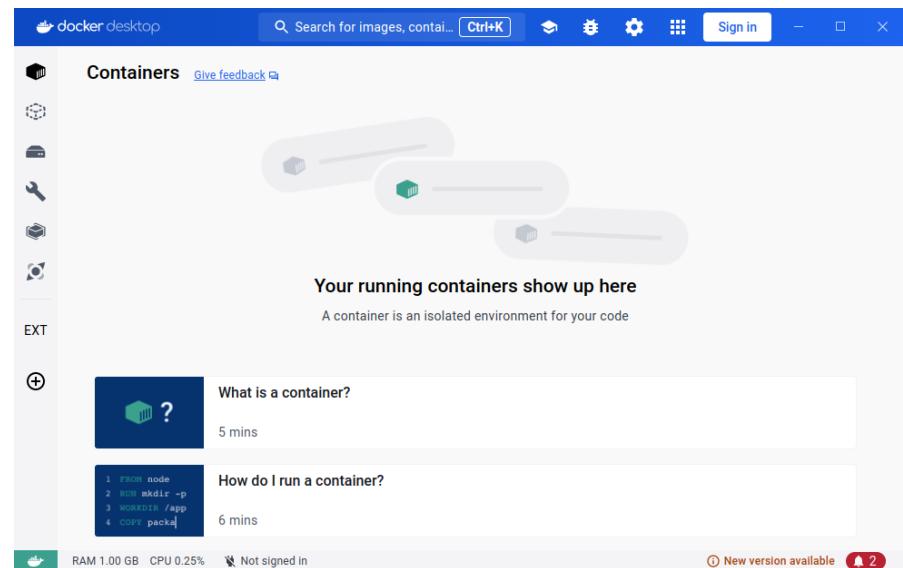 docker desktop
Search for images, contai... Ctrl+K
Sign in
Containers Give feedback
Your running containers show up here
A container is an isolated environment for your code
EXT
?
What is a container?
5 mins
1 FROM node
2 RUN mkdir -p
3 WORKDIR /app
4 COPY packa
How do I run a container?
6 mins
RAM 1.00 GB CPU 0.25% Not signed in
New version available 2